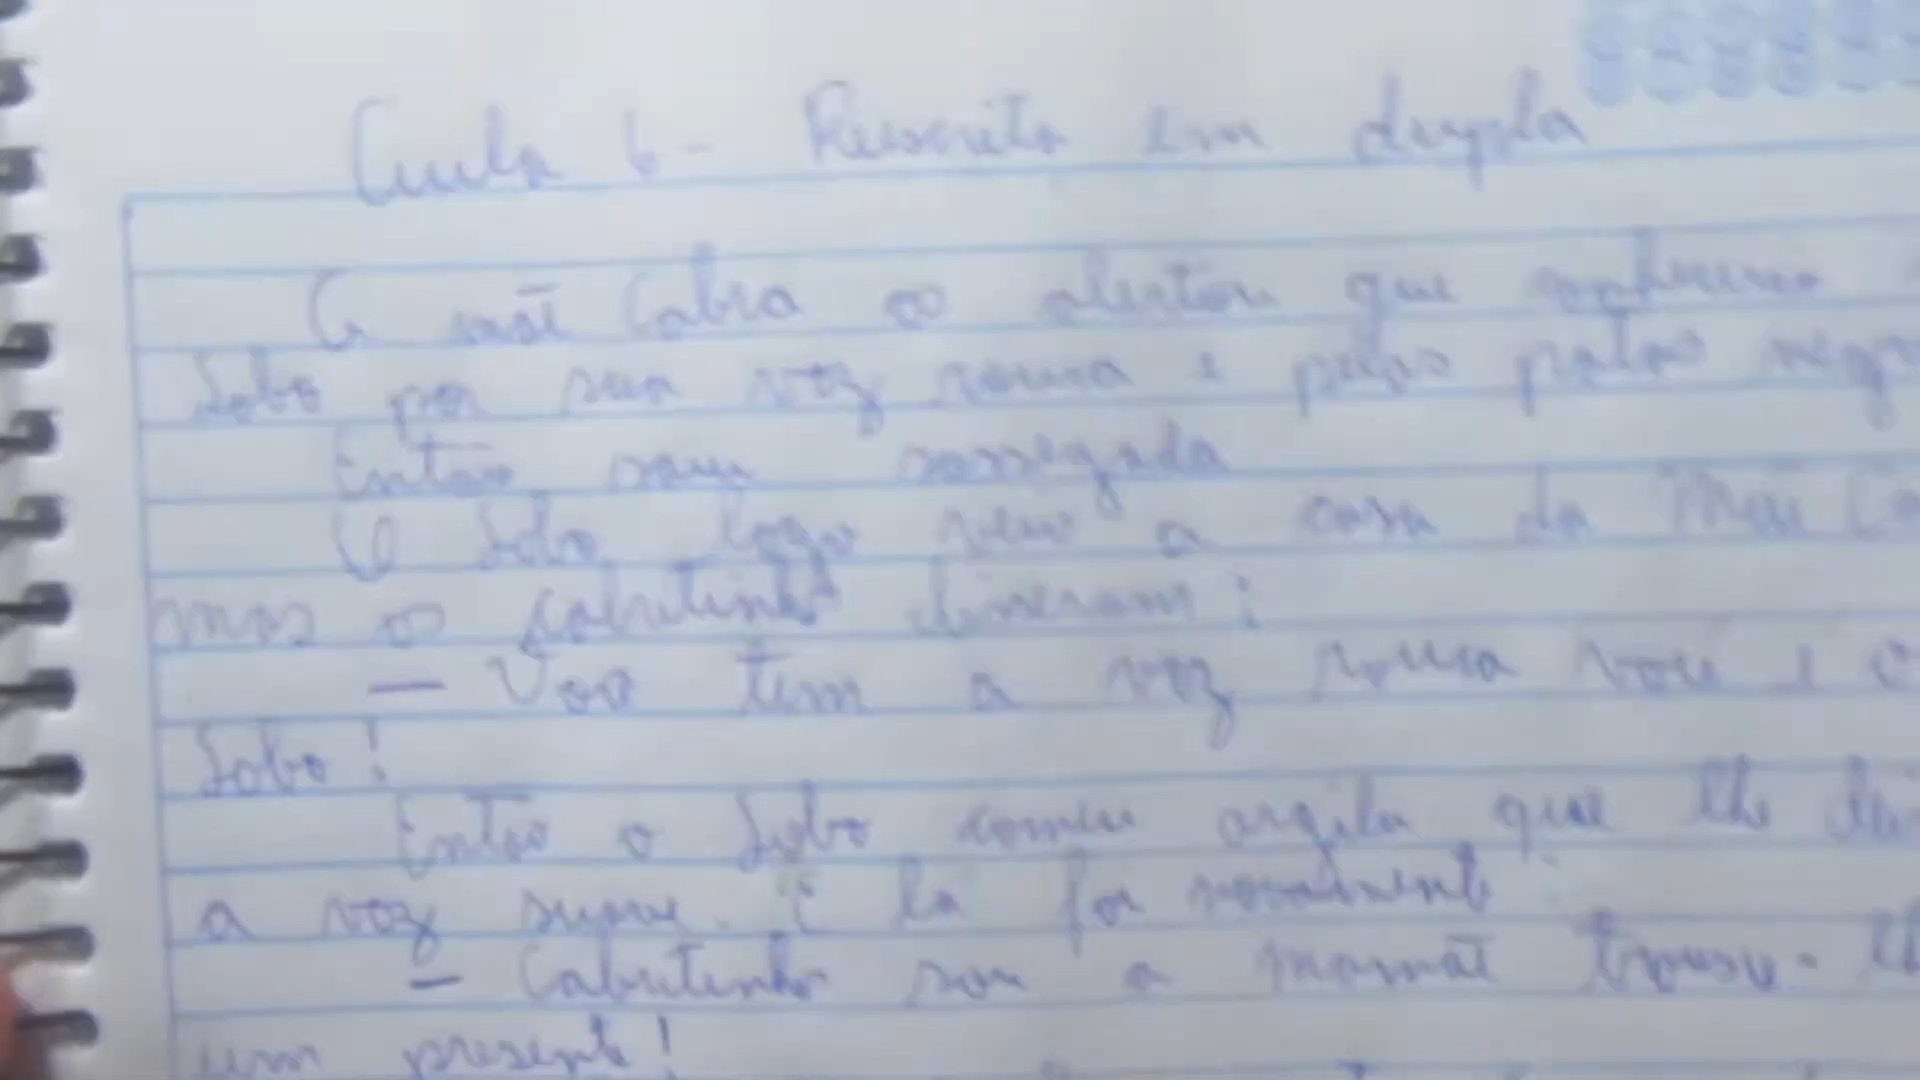 Aula 6 - Reescrita em dupla
A mãe Cabra os alertou que
Lobo por sua voz rouca e pelas patas
Então saiu sossegada
O Lobo logo veio a casa da Mãe
mas os cabritinhos disseram:
— Você tem a voz rouca você é o
Lobo!
Então o Lobo comeu argila que lhe
a voz suave. E lá foi novamente
— Cabritinhos sou a mamãe trouxe-
um presente!